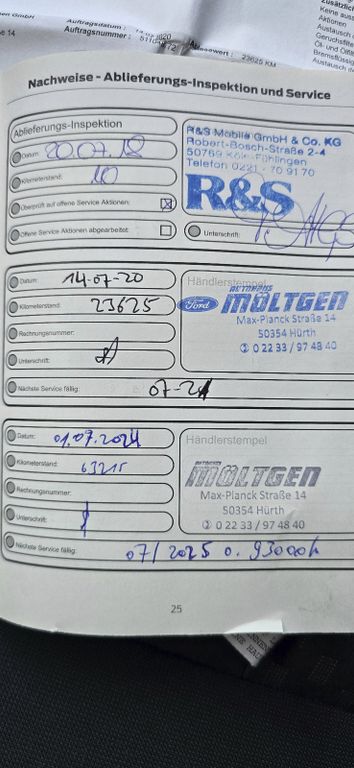 Auftragsnummer :
23625 KM
Nachweise - Ablieferungs-Inspektion und Service
Ablieferungs-Inspektion
Datum: 20.07.18
Kilometerstand: 10
Überprüft auf offene Service Aktionen:
Offene Service Aktionen abgearbeitet:
R&S Mobile GmbH & Co. KG
Robert-Bosch-Straße 2-4
50769 Köln-Fühlingen
Telefon 0221 - 70 91 70
R&S
Unterschrift:
Datum: 14-07-20
Kilometerstand: 23625
Rechnungsnummer:
Unterschrift:
Händlerstempel
AUTOHAUS
Ford MÖLTGEN
Max-Planck Straße 14
50354 Hürth
0 22 33 / 97 48 40
Nächste Service fällig: 07-21
Datum: 01.07.2024
Kilometerstand: 63215
Rechnungsnummer:
Unterschrift:
Händlerstempel
AUTOHAUS
MÖLTGEN
Max-Planck Straße 14
50354 Hürth
0 22 33 / 97 48 40
Nächste Service fällig: 07/2025 o. 93000k
25